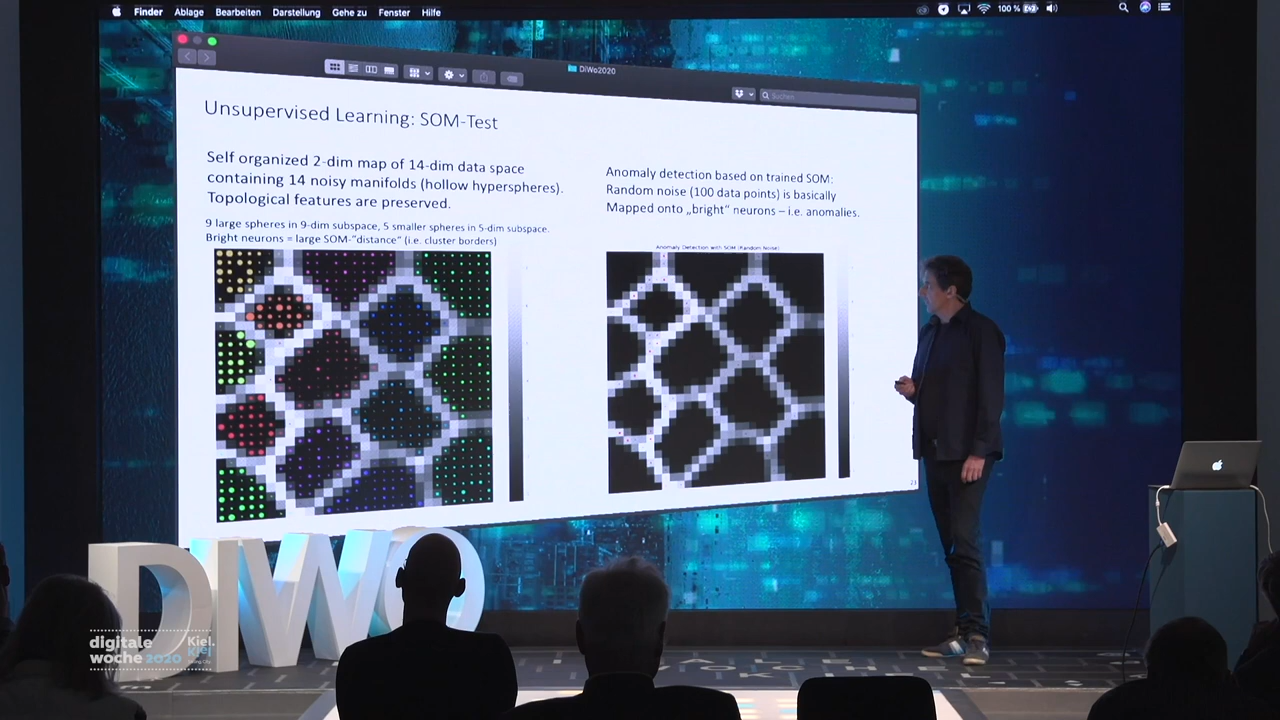 Finder Ablage Bearbeiten Darstellung Gehe zu Fenster Hilfe
100 %
DiWo2020
Suchen
Unsupervised Learning: SOM-Test
Self organized 2-dim map of 14-dim data space
containing 14 noisy manifolds (hollow hyperspheres).
Topological features are preserved.
9 large spheres in 9-dim subspace, 5 smaller spheres in 5-dim subspace.
Bright neurons = large SOM-"distance" (i.e. cluster borders)
Anomaly detection based on trained SOM:
Random noise (100 data points) is basically
Mapped onto „bright“ neurons – i.e. anomalies.
Anomaly Detection with SOM (Random Noise)
23
DiWO
digitale
woche 2020
Kiel.